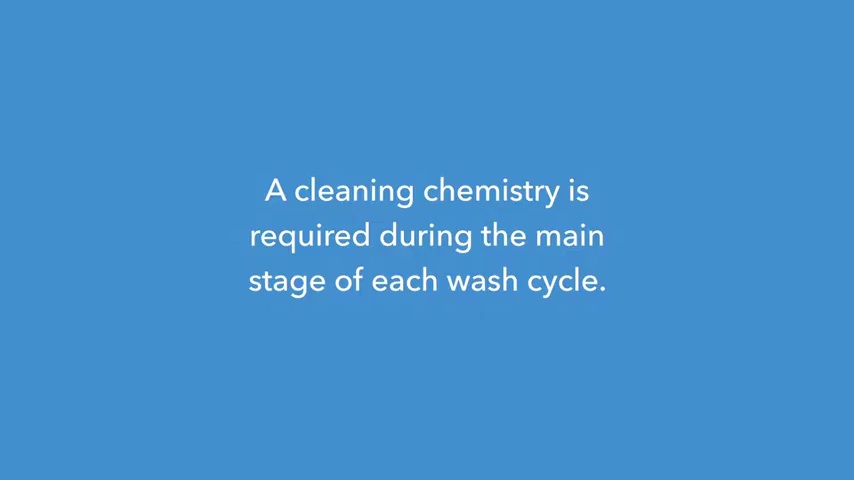 A cleaning chemistry is
required during the main
stage of each wash cycle.